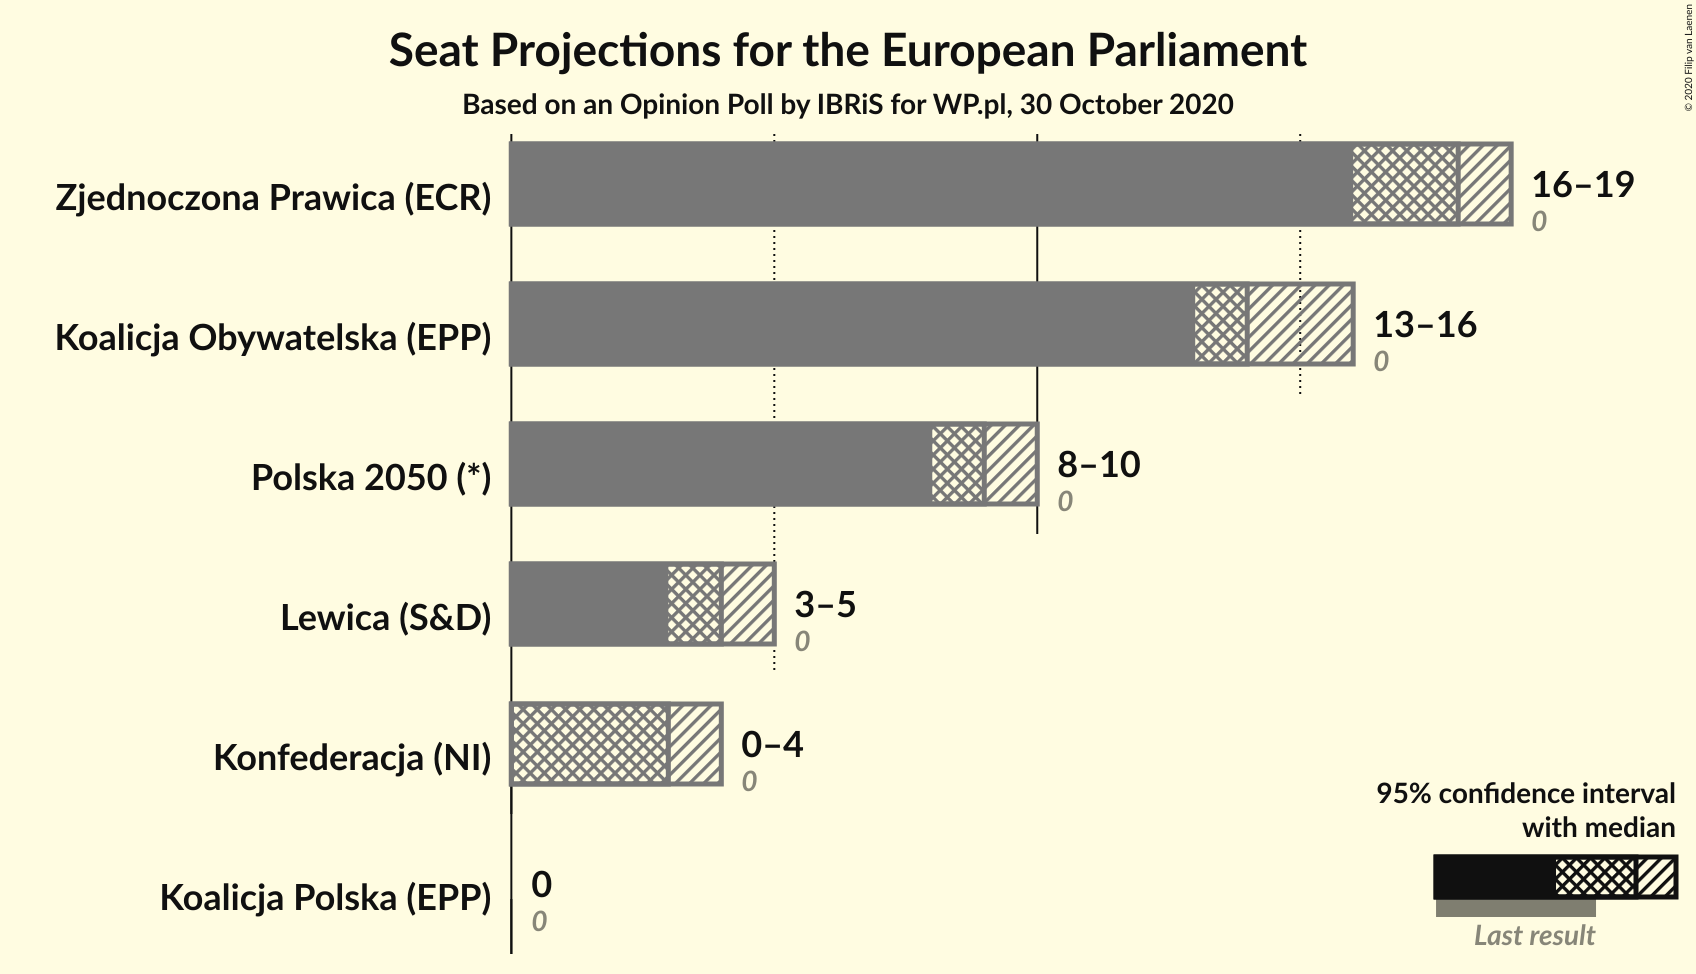 Seat Projections for the European Parliament
Based on an Opinion Poll by IBRiS for WP.pl, 30 October 2020
© 2020 Filip van Laenen
Zjednoczona Prawica (ECR)
16–19
0
Koalicja Obywatelska (EPP)
13–16
0
Polska 2050 (*)
8–10
0
Lewica (S&D)
3–5
0
Konfederacja (NI)
0–4
0
Koalicja Polska (EPP)
0
0
95% confidence interval
with median
Last result